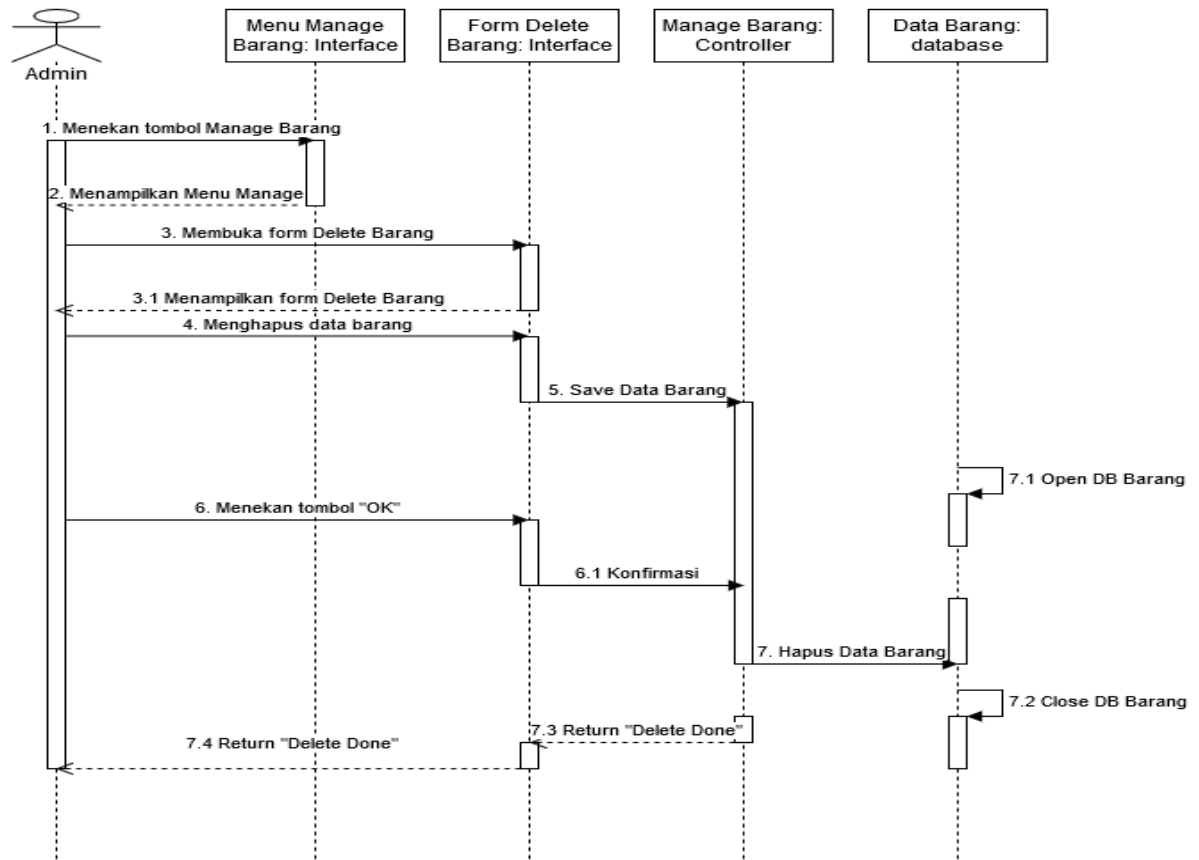 Menu Manage
Barang: Interface
Form Delete
Barang: Interface
Manage Barang:
Controller
Data Barang:
database
Admin
1. Menekan tombol Manage Barang
2. Menampilkan Menu Manage
3. Membuka form Delete Barang
3.1 Menampilkan form Delete Barang
4. Menghapus data barang
5. Save Data Barang
7.1 Open DB Barang
6. Menekan tombol "OK"
6.1 Konfirmasi
7. Hapus Data Barang
7.2 Close DB Barang
7.3 Return "Delete Done"
7.4 Return "Delete Done"